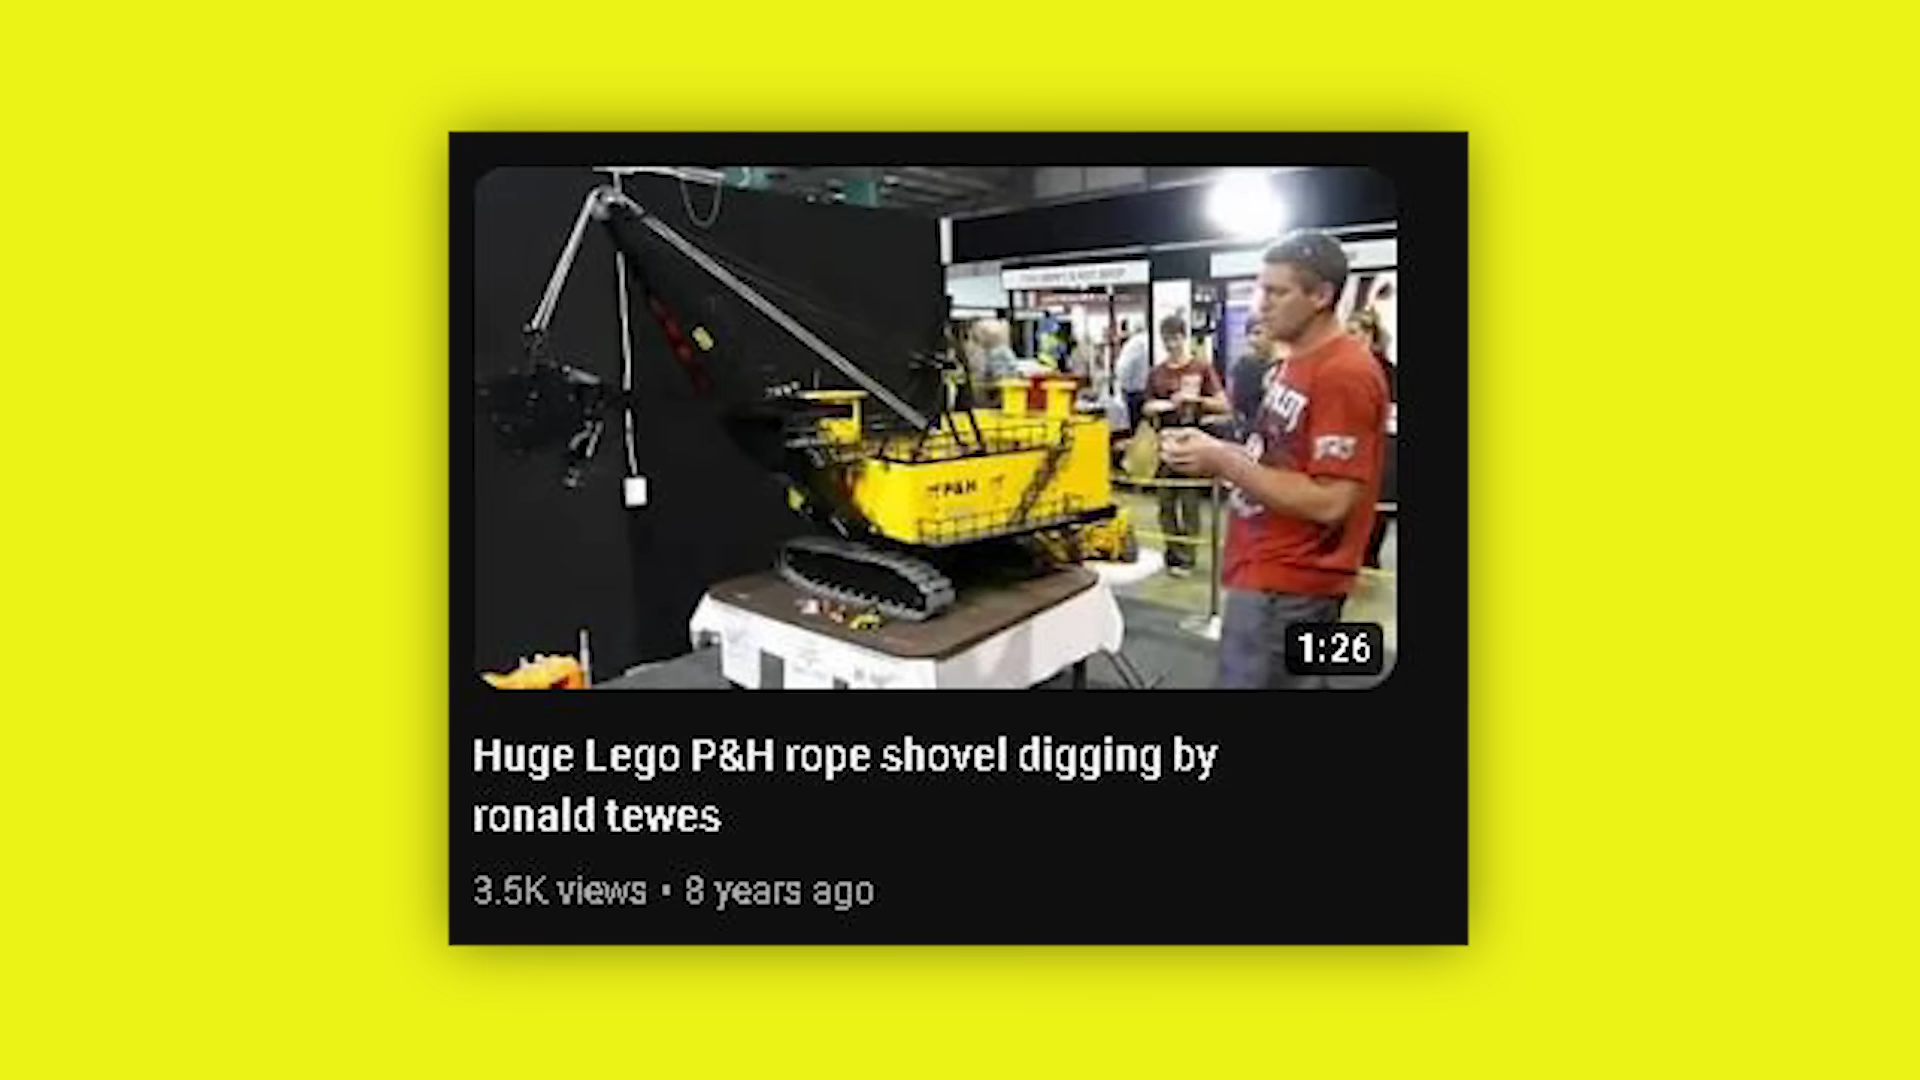 P&H
1:26
Huge Lego P&H rope shovel digging by
ronald tewes
3.5K views • 8 years ago